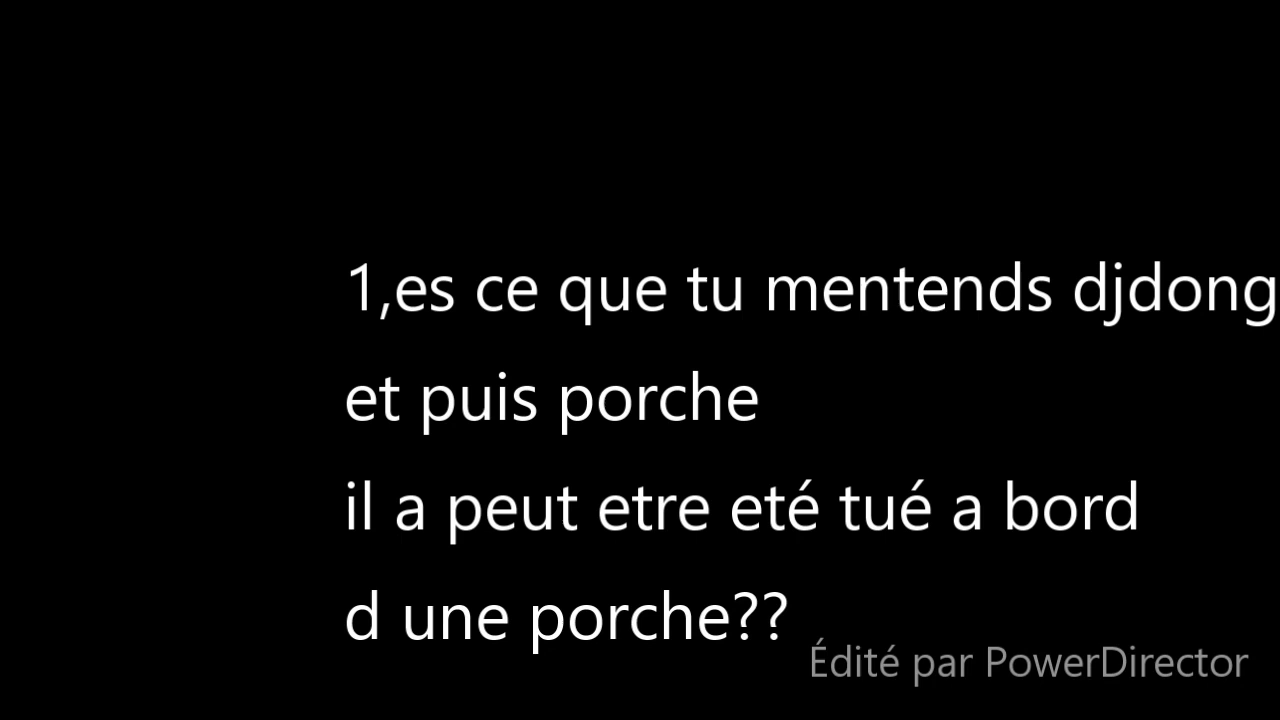 1,es ce que tu mentends djdong
et puis porche
il a peut etre eté tué a bord
d une porche??
Édité par PowerDirector